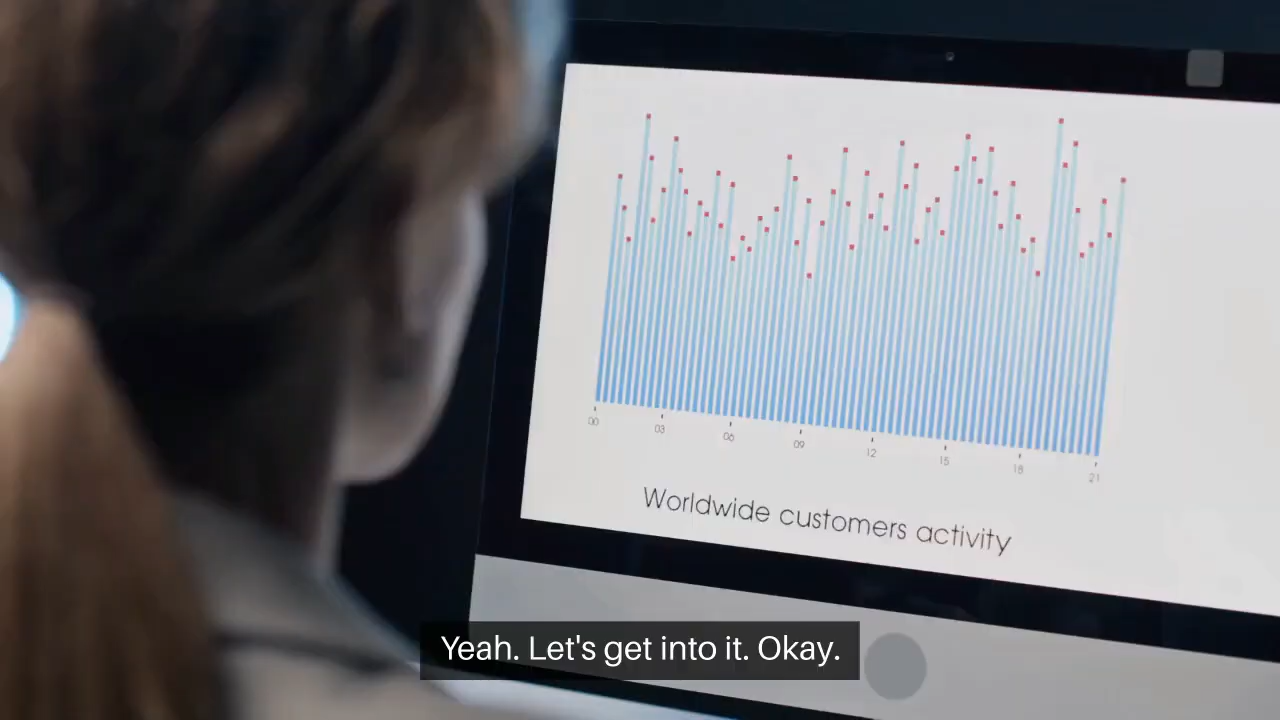 00 03 06 09 12 15 18 21
Worldwide customers activity
Yeah. Let's get into it. Okay.